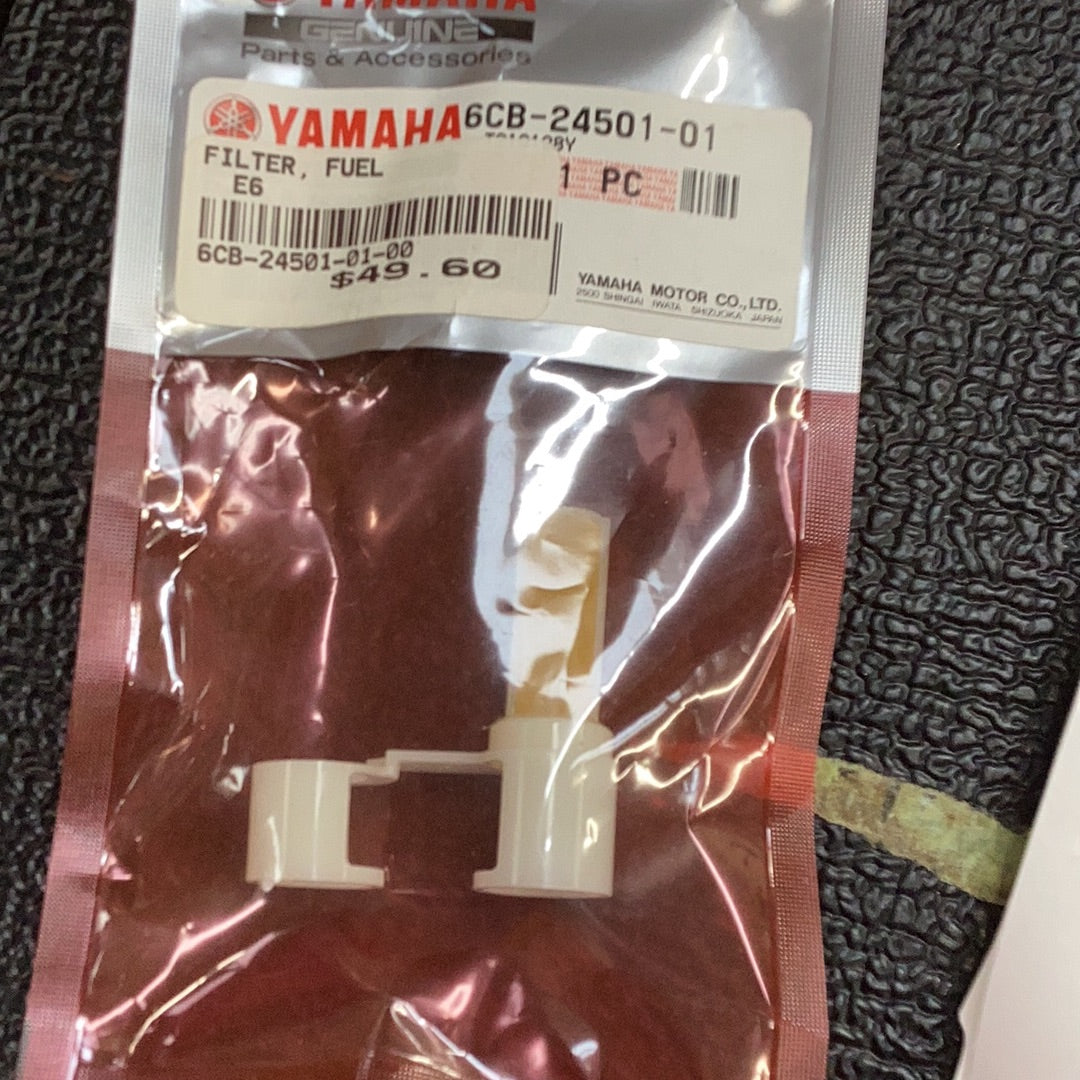 YAMAHA
GENUINE
Parts & Accessories
YAMAHA 6CB-24501-01
FILTER, FUEL
E6
1 PC
6CB-24501-01-00
$49.60
YAMAHA MOTOR CO.,LTD.
2500 SHINGAI IWATA SHIZUOKA JAPAN